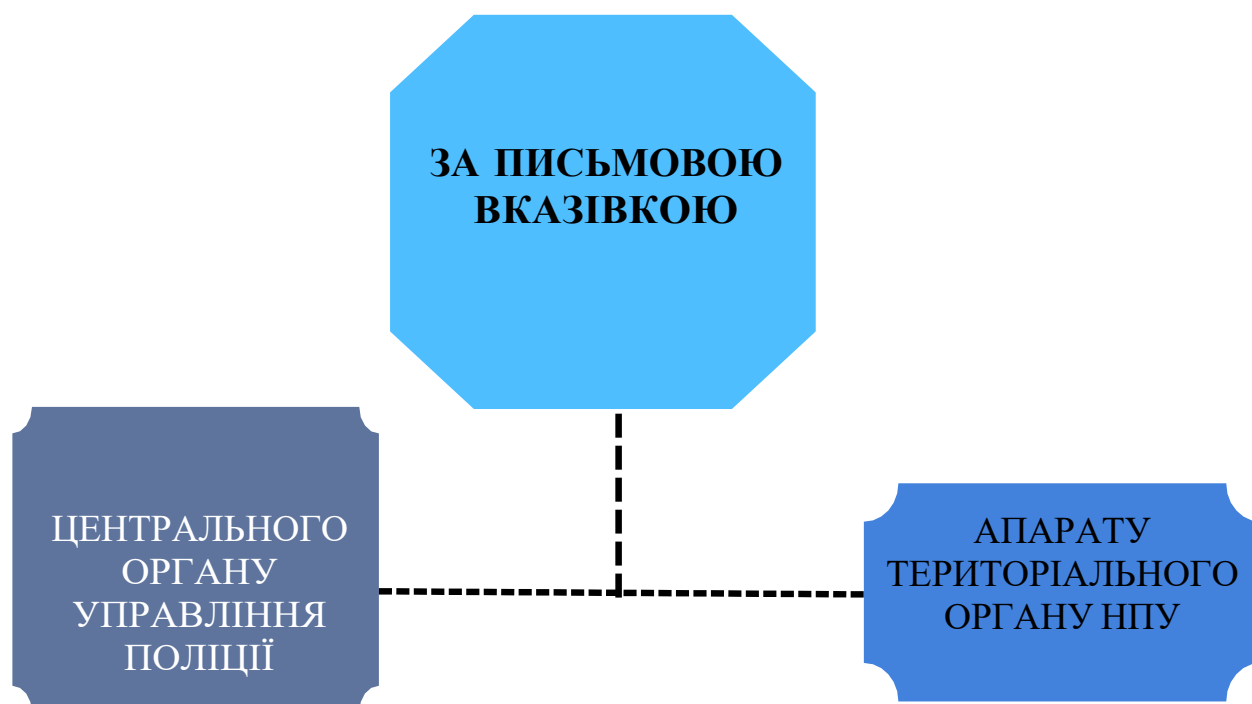 ЗА ПИСЬМОВОЮ
ВКАЗІВКОЮ
ЦЕНТРАЛЬНОГО
ОРГАНУ
УПРАВЛІННЯ
ПОЛІЦІЇ
АПАРАТУ
ТЕРИТОРІАЛЬНОГО
ОРГАНУ НПУ